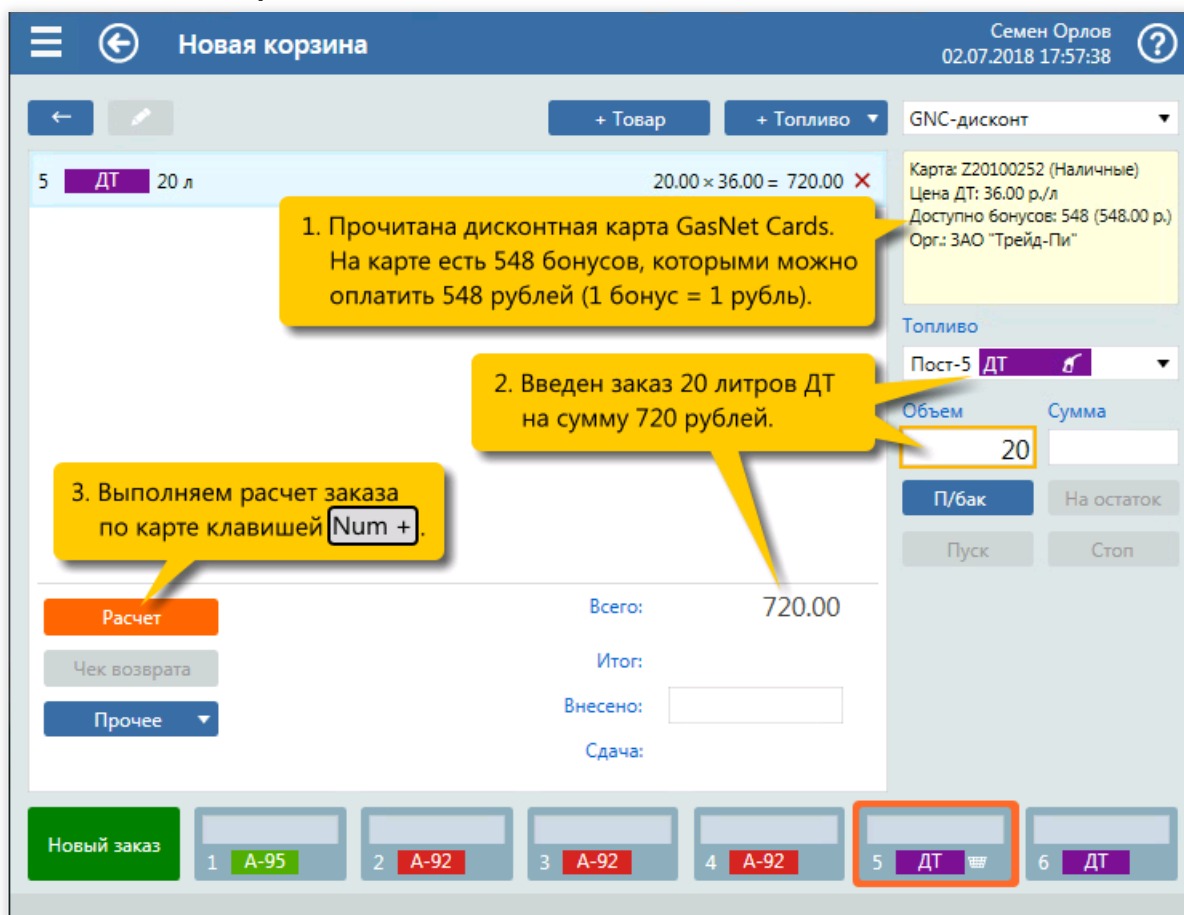 Новая корзина
Семен Орлов
02.07.2018 17:57:38
?
+ Товар
+ Топливо
GNC-дисконт
5 ДТ 20 л 20.00 × 36.00 = 720.00
Карта: Z20100252 (Наличные)
Цена ДТ: 36.00 р./л
Доступно бонусов: 548 (548.00 р.)
Орг.: ЗАО "Трейд-Пи"
1. Прочитана дисконтная карта GasNet Cards.
На карте есть 548 бонусов, которыми можно
оплатить 548 рублей (1 бонус = 1 рубль).
Топливо
Пост-5 ДТ
2. Введен заказ 20 литров ДТ
на сумму 720 рублей.
Объем Сумма
20
3. Выполняем расчет заказа
по карте клавишей Num +.
П/бак На остаток
Пуск Стоп
Расчет
Всего: 720.00
Чек возврата
Итог:
Прочее
Внесено:
Сдача:
Новый заказ
1 А-95
2 А-92
3 А-92
4 А-92
5 ДТ
6 ДТ